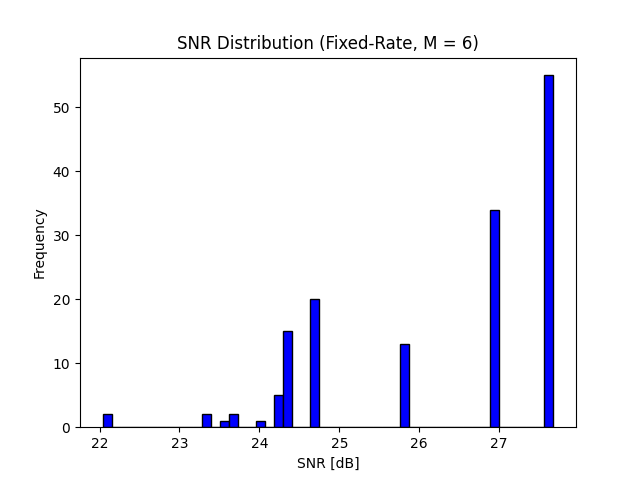 SNR Distribution (Fixed-Rate, M = 6)
Frequency
50
40
30
20
10
0
22 23 24 25 26 27
SNR [dB]